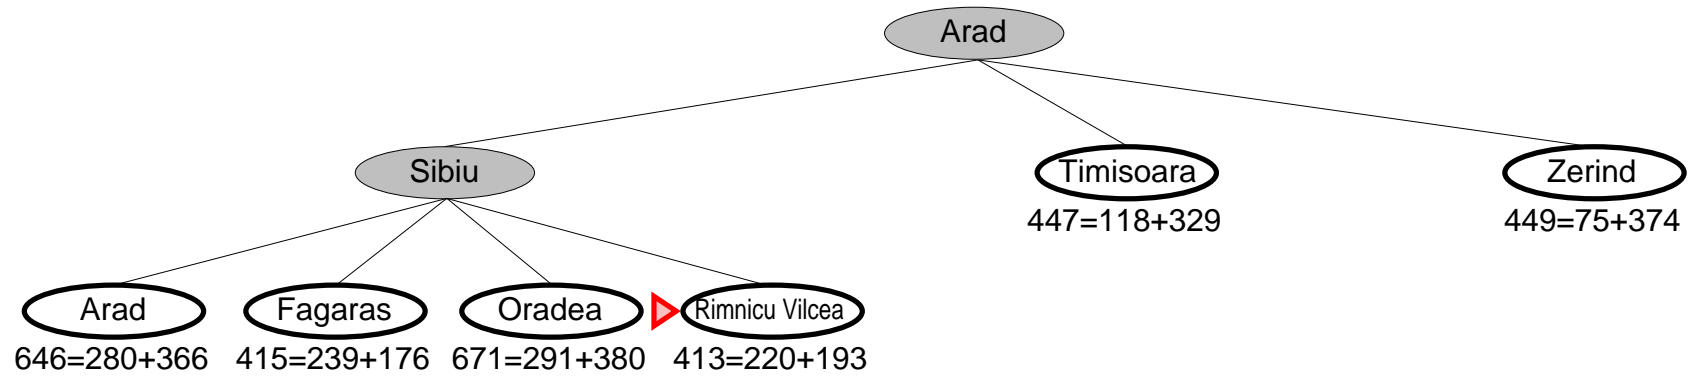 Arad
Sibiu
Timisoara
Zerind
447=118+329
449=75+374
Arad
Fagaras
Oradea
Rimnicu Vilcea
646=280+366
415=239+176
671=291+380
413=220+193